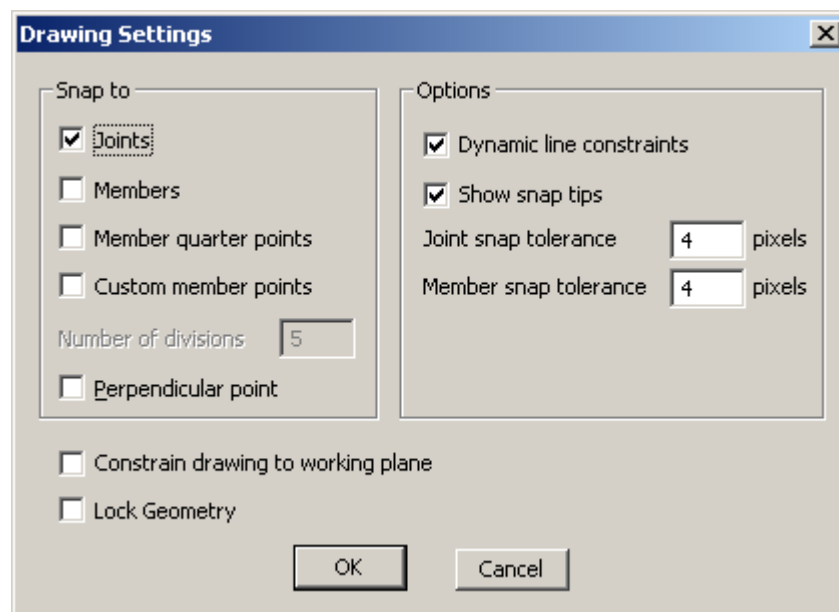 Drawing Settings
Snap to
Joints
Members
Member quarter points
Custom member points
Number of divisions 5
Perpendicular point
Options
Dynamic line constraints
Show snap tips
Joint snap tolerance 4 pixels
Member snap tolerance 4 pixels
Constrain drawing to working plane
Lock Geometry
OK Cancel